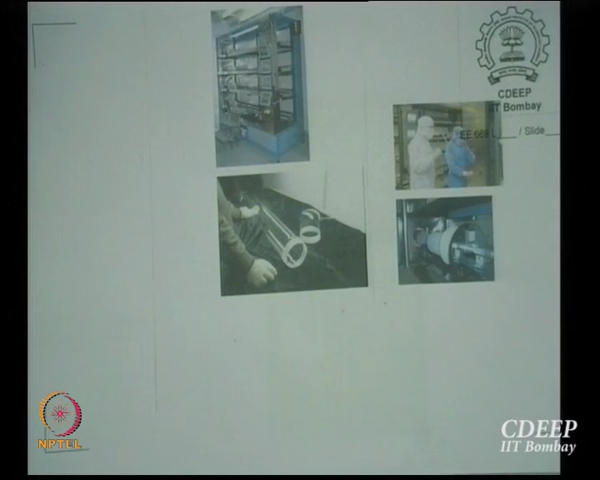 CDEEP
IIT Bombay
EE 669 L / Slide
NPTEL
CDEEP
IIT Bombay